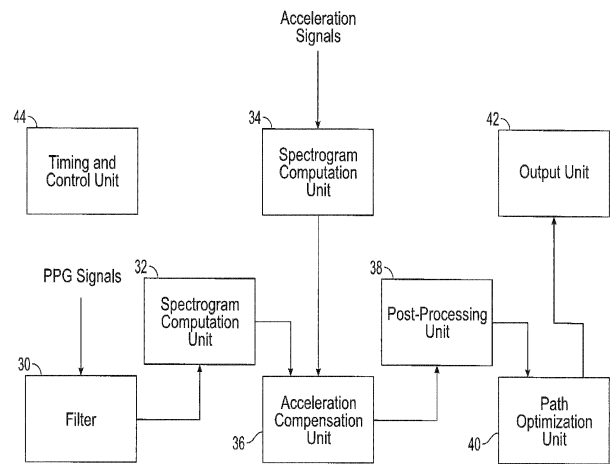 Acceleration
Signals
44
Timing and
Control Unit
34
Spectrogram
Computation
Unit
42
Output Unit
PPG Signals
32
Spectrogram
Computation
Unit
38
Post-Processing
Unit
30
Filter
36
Acceleration
Compensation
Unit
40
Path
Optimization
Unit